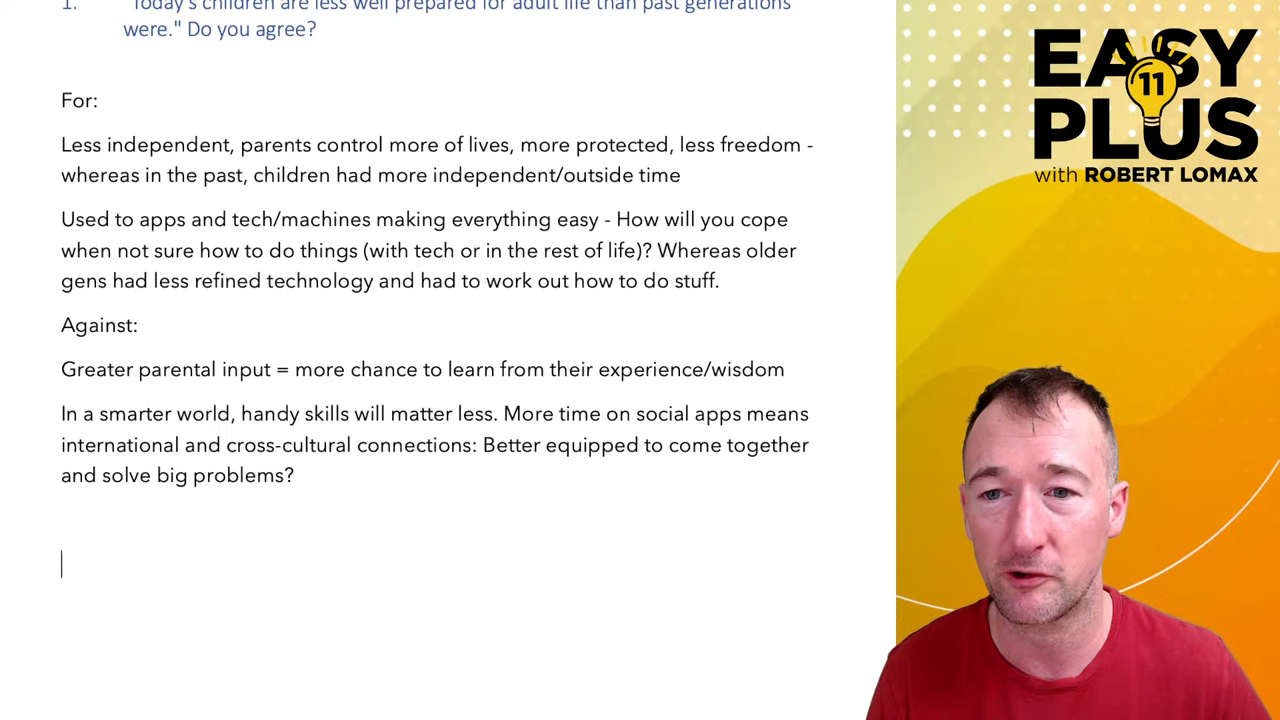 1. "Today's children are less well prepared for adult life than past generations
were." Do you agree?
For:
Less independent, parents control more of lives, more protected, less freedom -
whereas in the past, children had more independent/outside time
Used to apps and tech/machines making everything easy - How will you cope
when not sure how to do things (with tech or in the rest of life)? Whereas older
gens had less refined technology and had to work out how to do stuff.
Against:
Greater parental input = more chance to learn from their experience/wisdom
In a smarter world, handy skills will matter less. More time on social apps means
international and cross-cultural connections: Better equipped to come together
and solve big problems?
EASY
11
PLUS
with ROBERT LOMAX